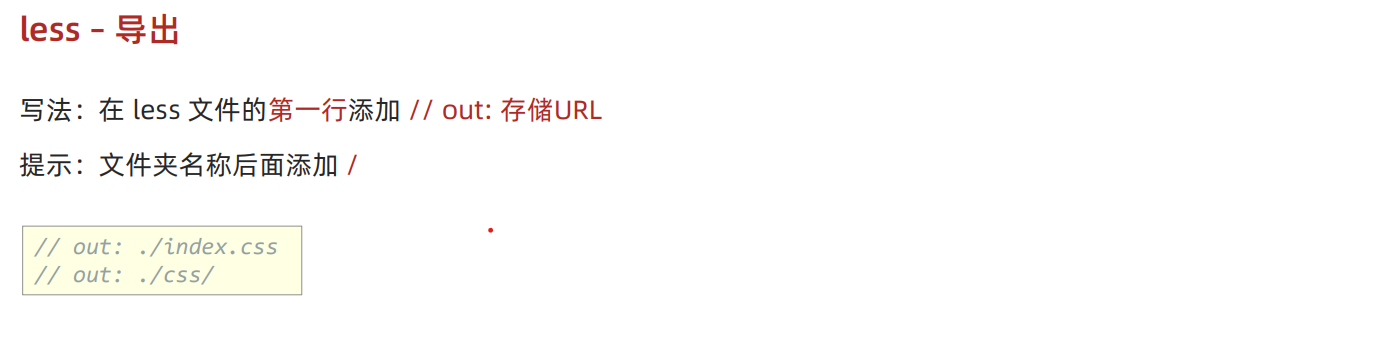 less – 导出
写法：在 less 文件的第一行添加 // out: 存储URL
提示：文件夹名称后面添加 /
// out: ./index.css
// out: ./css/